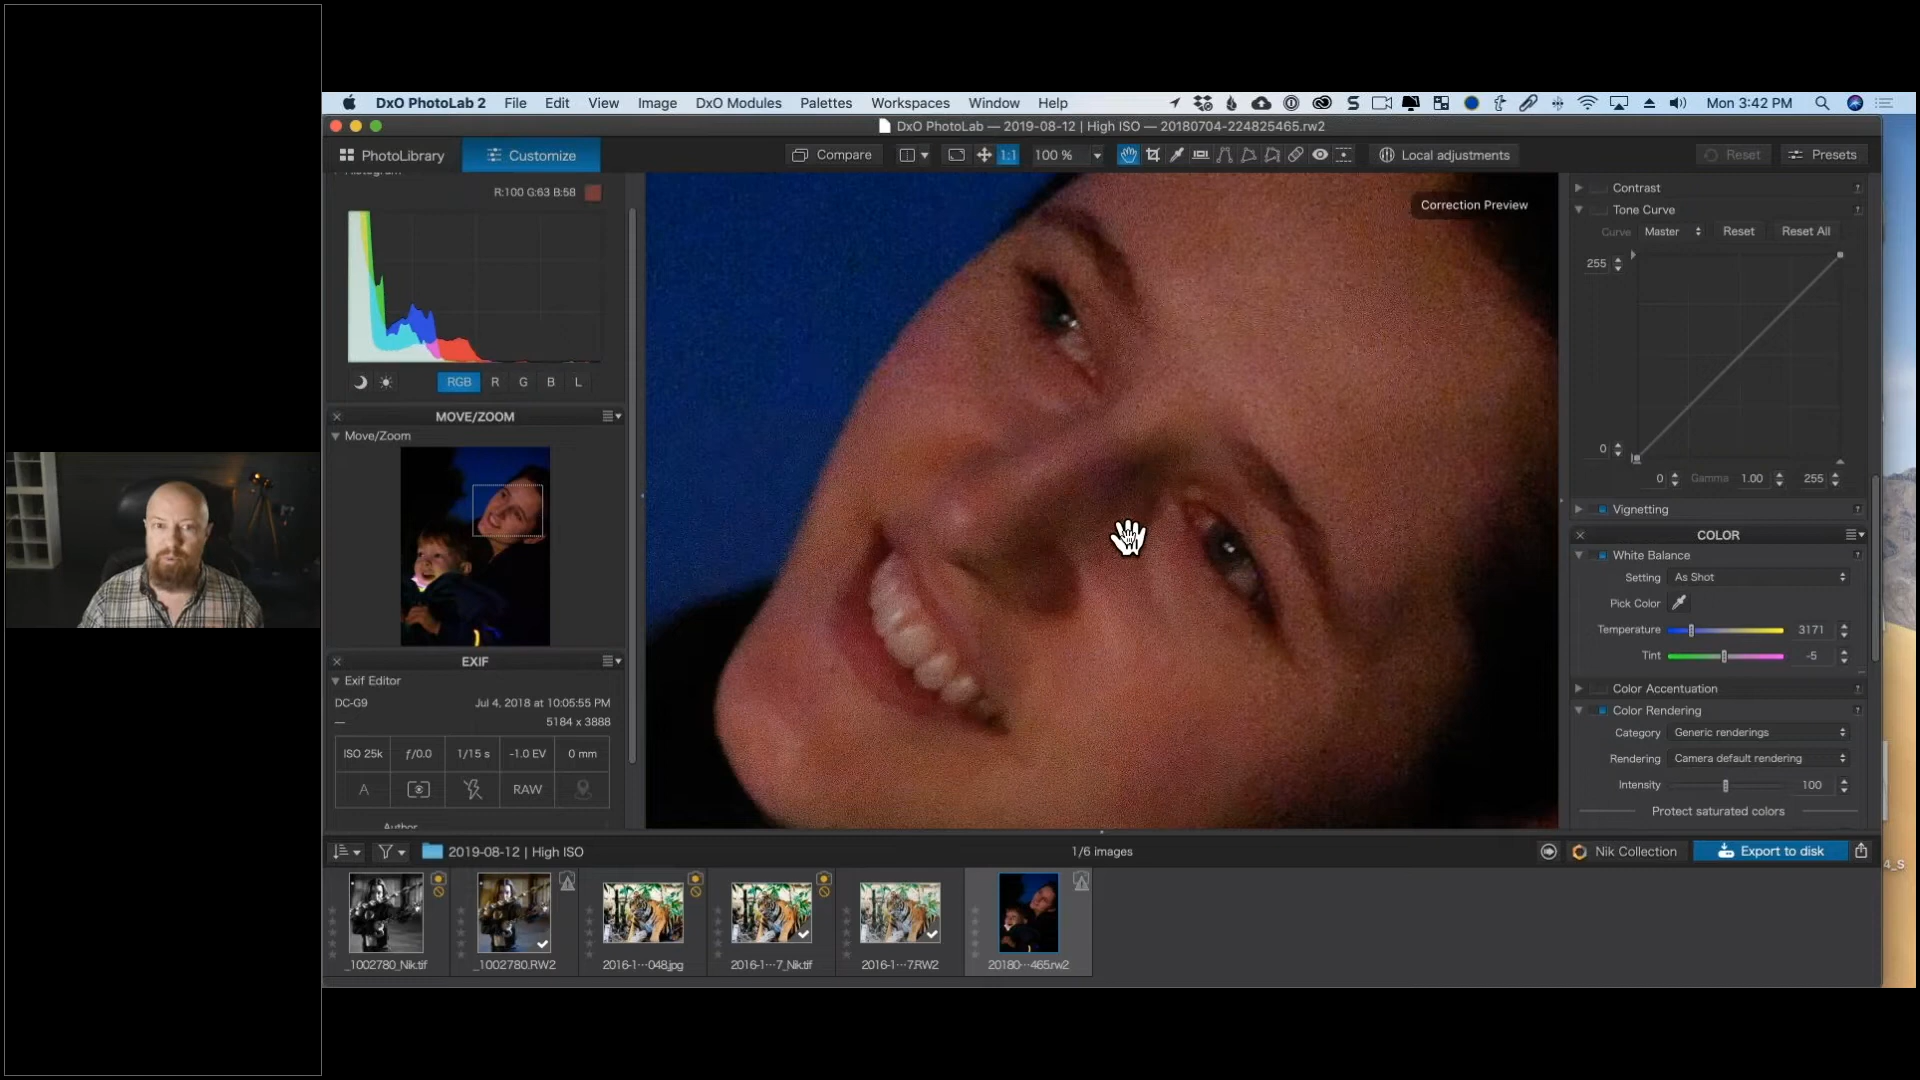 DxO PhotoLab 2 File Edit View Image DxO Modules Palettes Workspaces Window Help Mon 3:42 PM
DxO PhotoLab — 2019-08-12 | High ISO — 20180704-224825465.rw2
PhotoLibrary Customize Compare 1:1 100 % Local adjustments Reset Presets
Histogram
R:100 G:63 B:58
RGB R G B L
MOVE/ZOOM
Move/Zoom
EXIF
Exif Editor
DC-G9 Jul 4, 2018 at 10:05:55 PM
— 5184 x 3888
ISO 25k ƒ/0.0 1/15 s -1.0 EV 0 mm
A RAW
Author
Correction Preview
Contrast ?
Tone Curve ?
Curve Master Reset Reset All
255
0
0 Gamma 1.00 255
Vignetting ?
COLOR
White Balance ?
Setting As Shot
Pick Color
Temperature 3171
Tint -5
Color Accentuation ?
Color Rendering ?
Category Generic renderings
Rendering Camera default rendering
Intensity 100
Protect saturated colors
2019-08-12 | High ISO 1/6 images Nik Collection Export to disk
4_S
_1002780_Nik.tif _1002780.RW2 2016-1···048.jpg 2016-1···7_Nik.tif 2016-1···7.RW2 20180···465.rw2